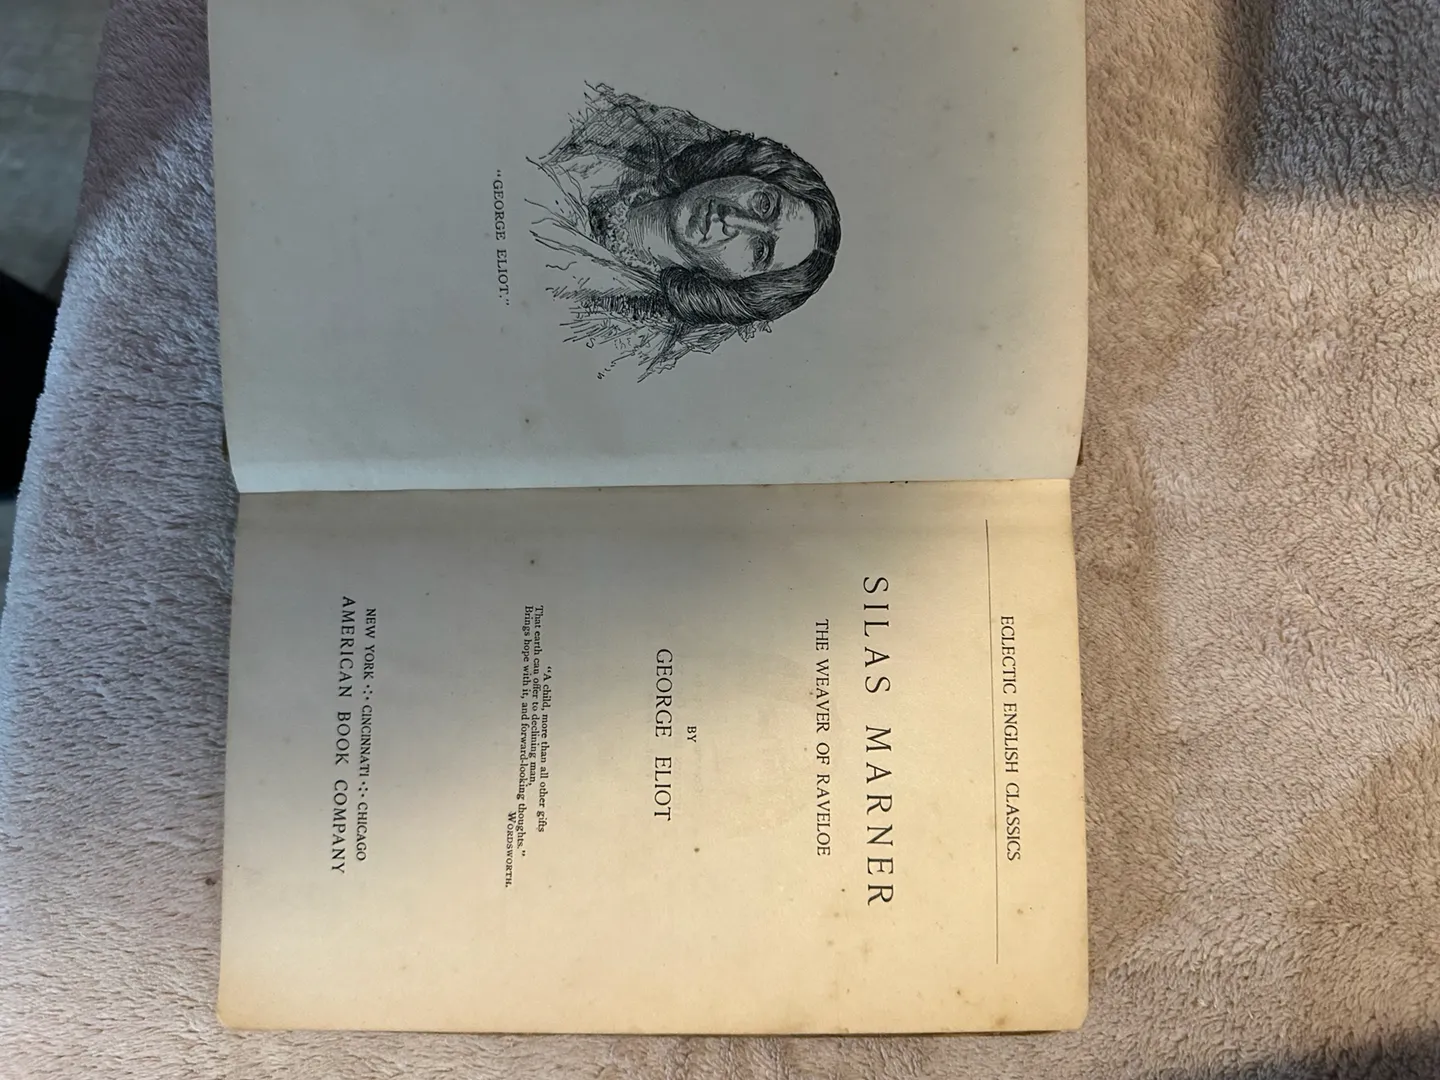 "GEORGE ELIOT."
ECLECTIC ENGLISH CLASSICS
SILAS MARNER
THE WEAVER OF RAVELOE
BY
GEORGE ELIOT
"A child, more than all other gifts
That earth can offer to declining man,
Brings hope with it, and forward-looking thoughts."
WORDSWORTH.
NEW YORK ·:· CINCINNATI ·:· CHICAGO
AMERICAN BOOK COMPANY